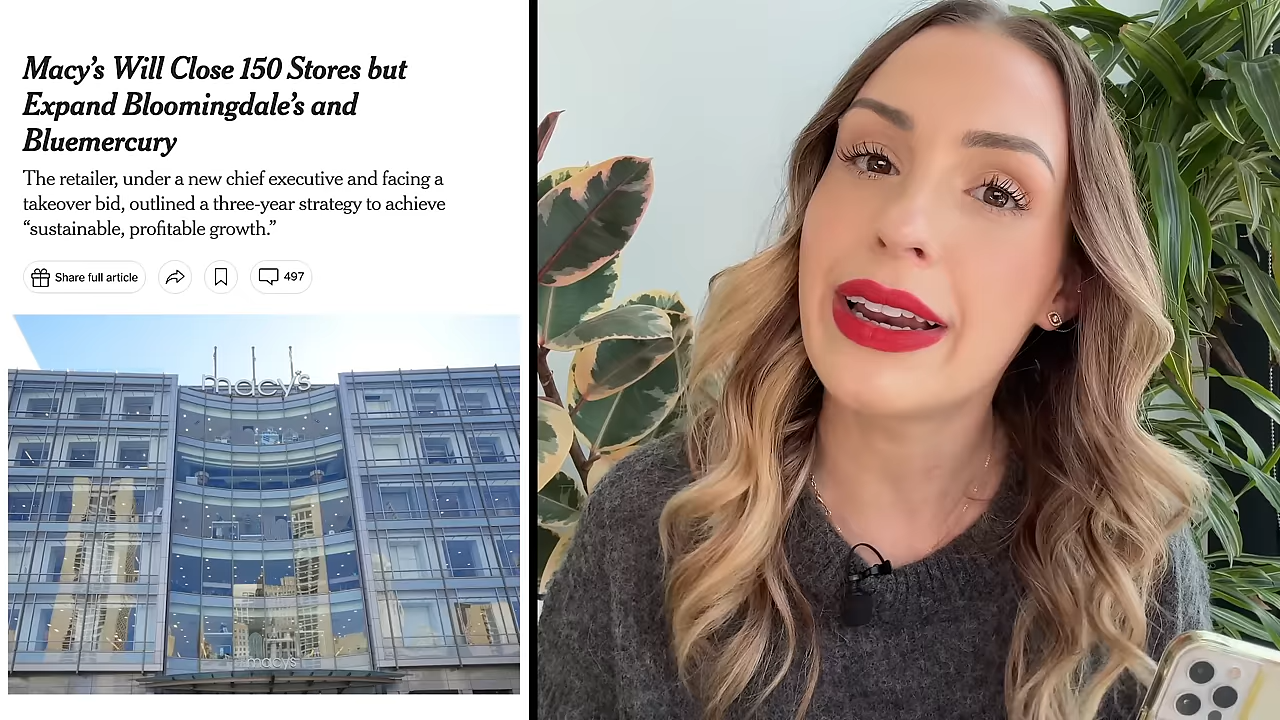 Macy’s Will Close 150 Stores but
Expand Bloomingdale’s and
Bluemercury
The retailer, under a new chief executive and facing a
takeover bid, outlined a three-year strategy to achieve
“sustainable, profitable growth.”
Share full article
497
macy's
macy's